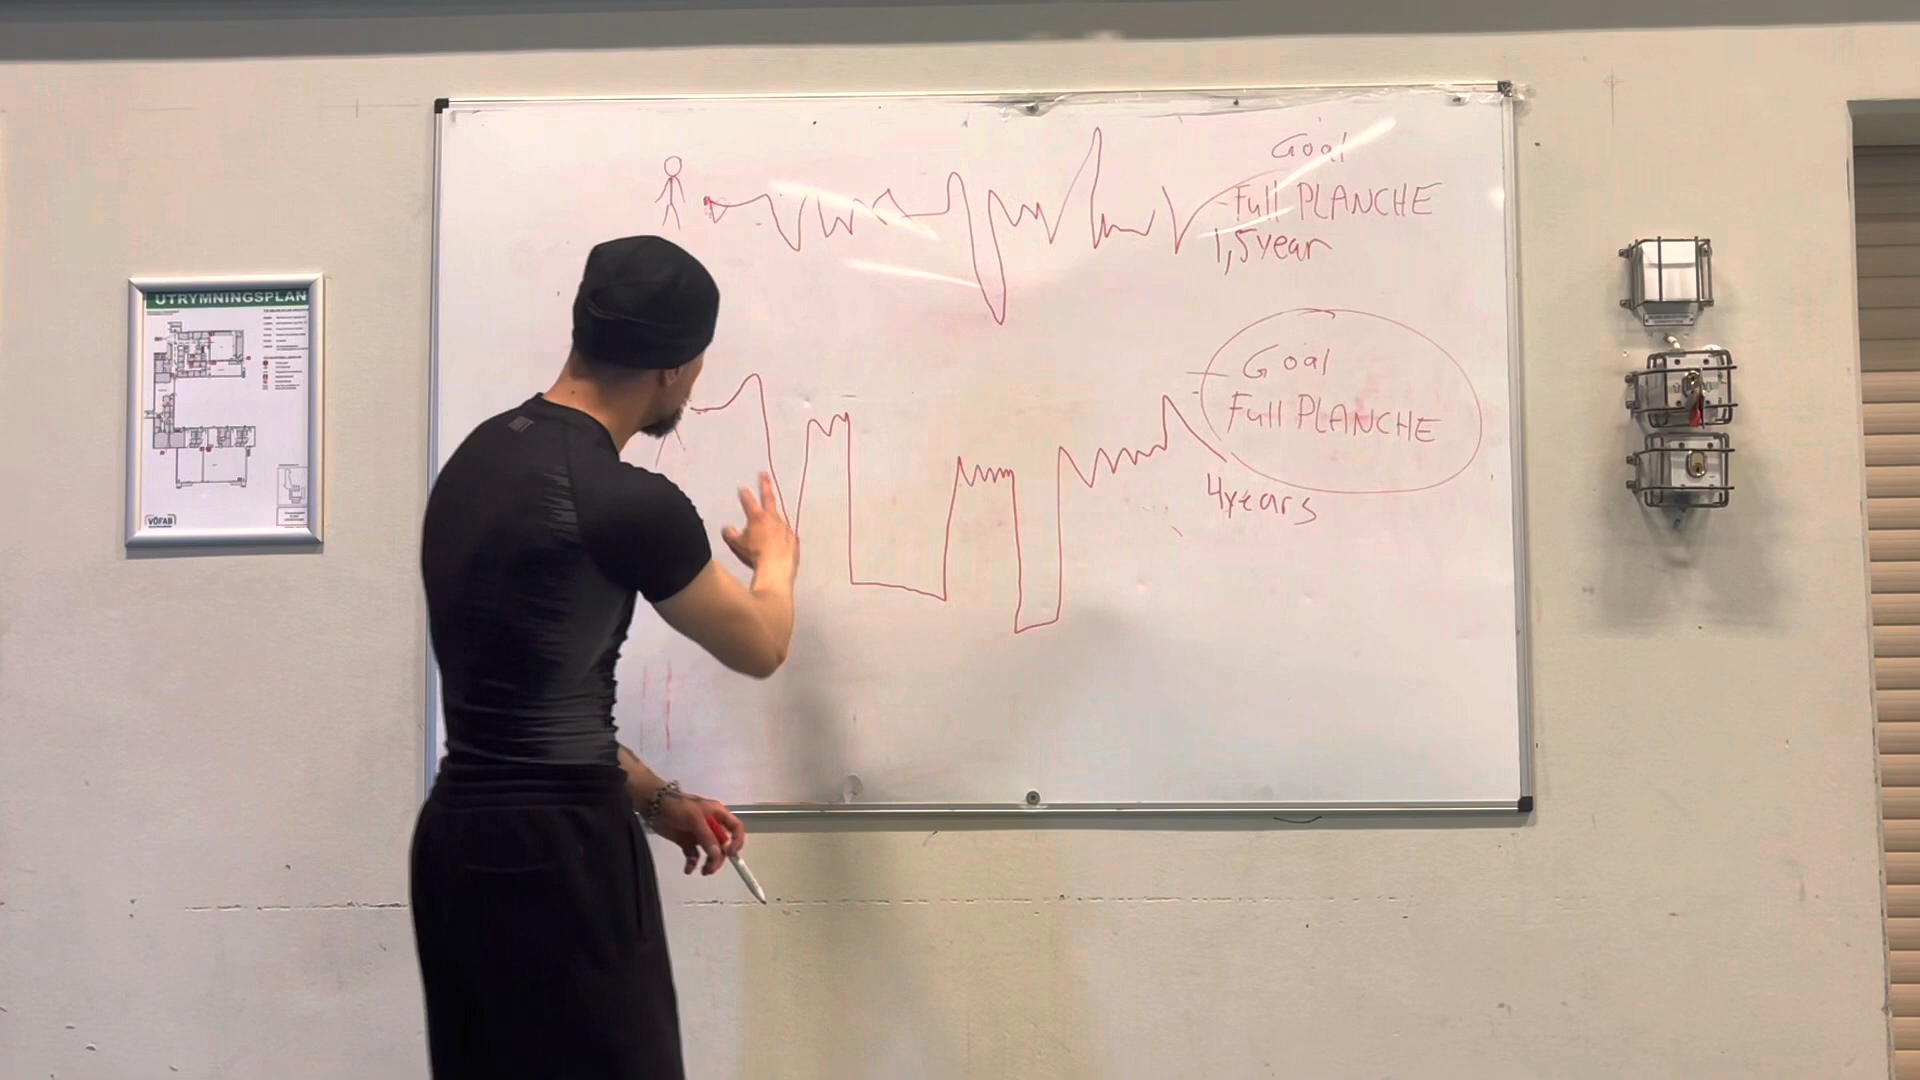 UTRYMNINGSPLAN
VÖFAB
Goal
-Full PLANCHE
1,5year
Goal
Full PLANCHE
4years